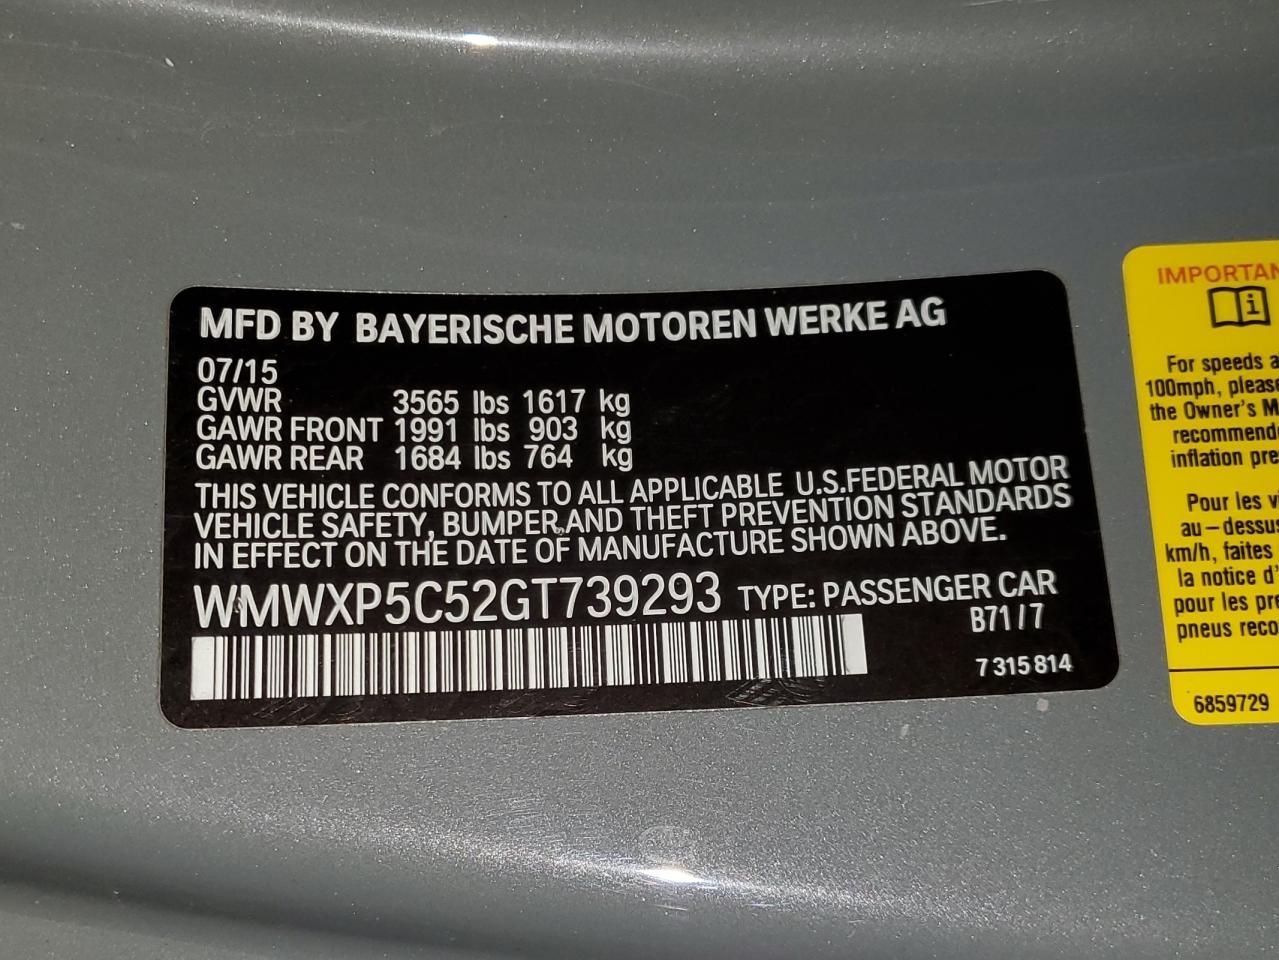 MFD BY BAYERISCHE MOTOREN WERKE AG
07/15
GVWR 3565 lbs 1617 kg
GAWR FRONT 1991 lbs 903 kg
GAWR REAR 1684 lbs 764 kg
THIS VEHICLE CONFORMS TO ALL APPLICABLE U.S.FEDERAL MOTOR
VEHICLE SAFETY, BUMPER, AND THEFT PREVENTION STANDARDS
IN EFFECT ON THE DATE OF MANUFACTURE SHOWN ABOVE.
WMWXP5C52GT739293 TYPE: PASSENGER CAR
B71/7
7 315 814
IMPORTAN
For speeds a
100mph, please
the Owner's M
recommend
inflation pre
Pour les v
au-dessus
km/h, faites
la notice d'
pour les pre
pneus reco
6859729